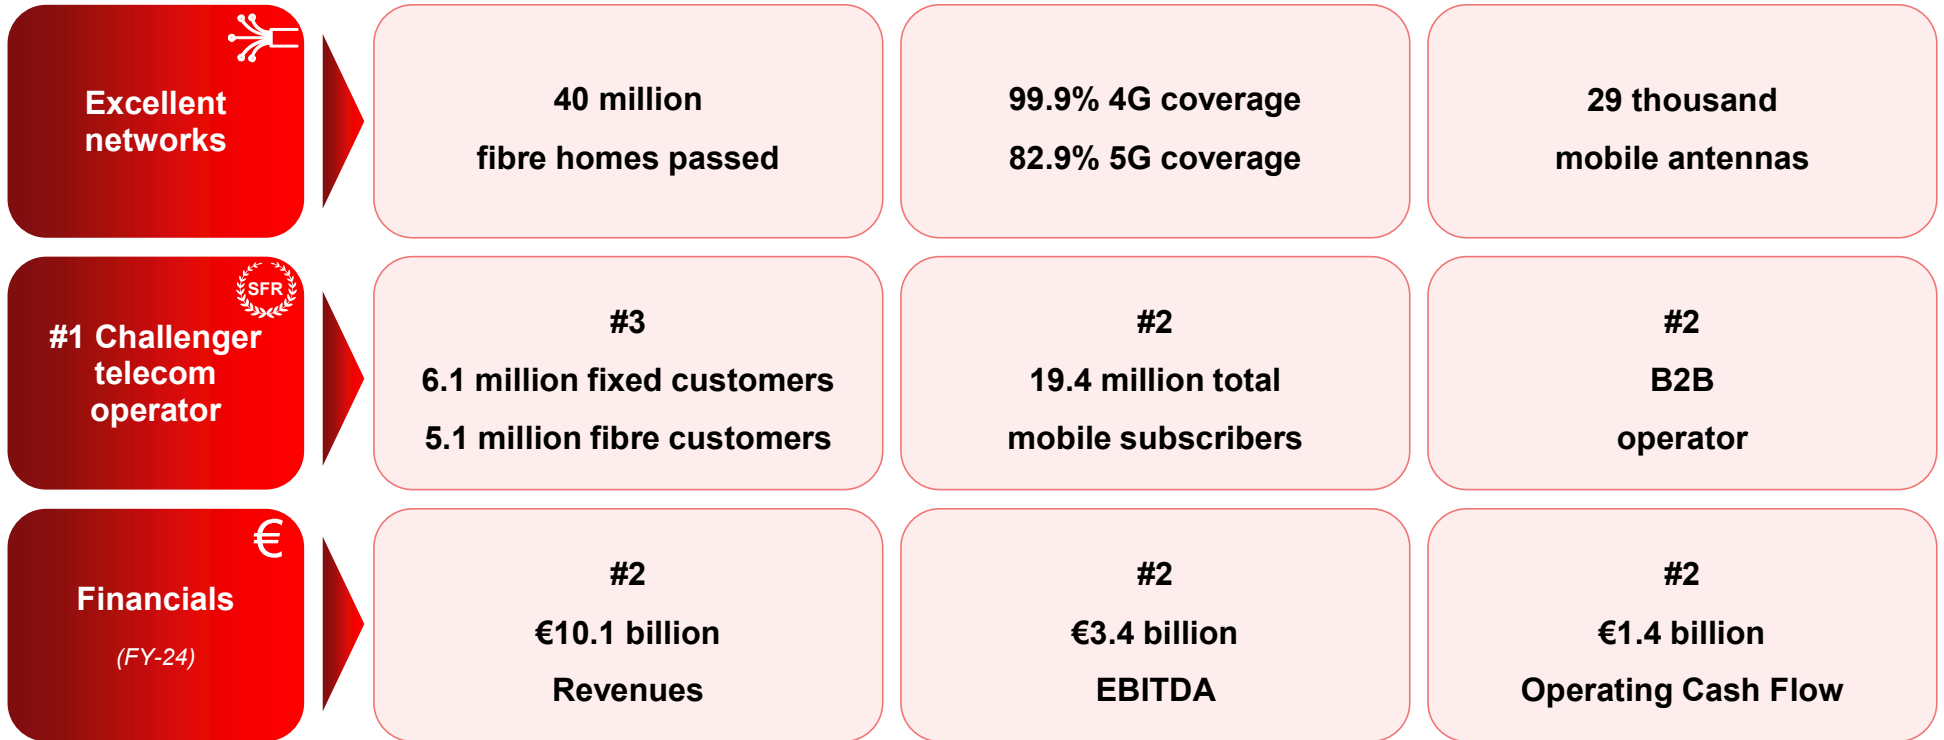 Excellent
networks
40 million
fibre homes passed
99.9% 4G coverage
82.9% 5G coverage
29 thousand
mobile antennas
SFR
#1 Challenger
telecom
operator
#3
6.1 million fixed customers
5.1 million fibre customers
#2
19.4 million total
mobile subscribers
#2
B2B
operator
€
Financials
(FY-24)
#2
€10.1 billion
Revenues
#2
€3.4 billion
EBITDA
#2
€1.4 billion
Operating Cash Flow